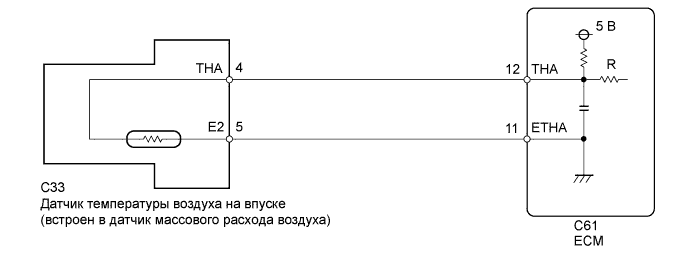 5 В
R
THA 4
12 THA
E2 5
11 ETHA
C33
Датчик температуры воздуха на впуске
(встроен в датчик массового расхода воздуха)
C61
ECM